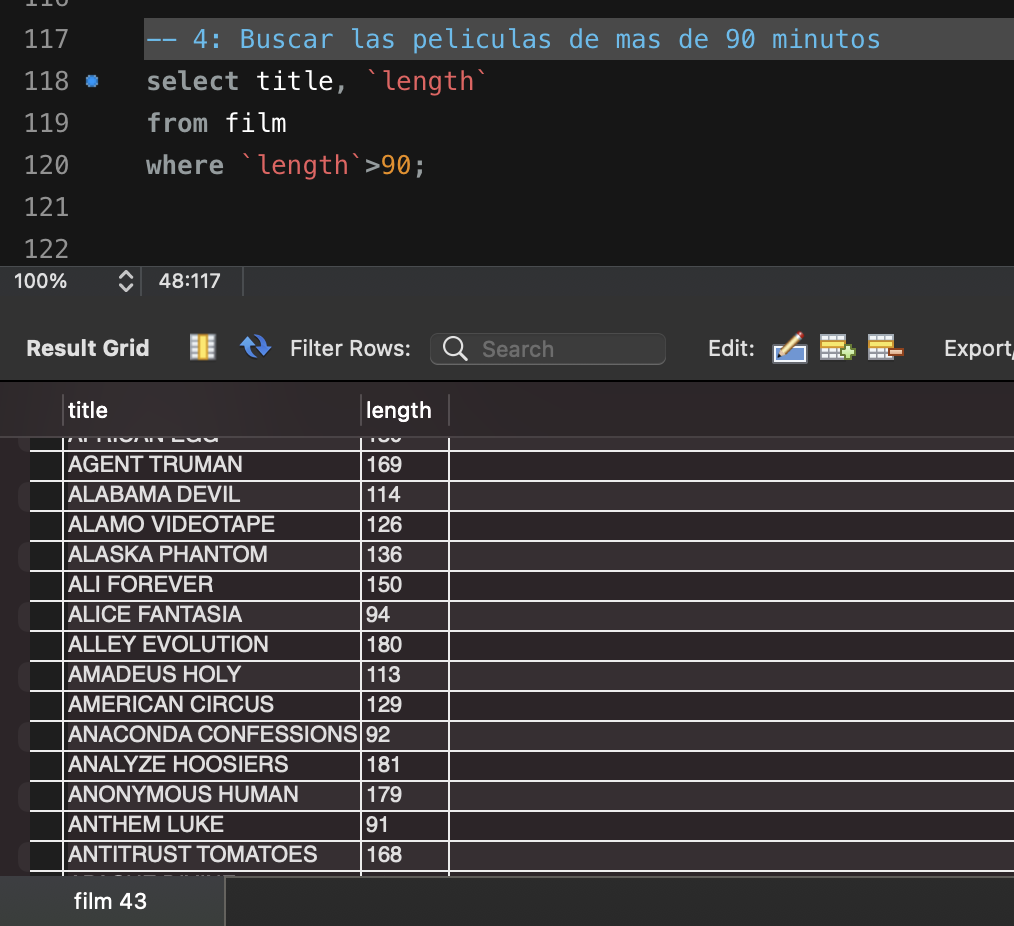 116
117 -- 4: Buscar las peliculas de mas de 90 minutos
118 select title, `length`
119 from film
120 where `length`>90;
121
122
100% 48:117
Result Grid Filter Rows: Search Edit: Export/
title length
AFRICAN EGG 130
AGENT TRUMAN 169
ALABAMA DEVIL 114
ALAMO VIDEOTAPE 126
ALASKA PHANTOM 136
ALI FOREVER 150
ALICE FANTASIA 94
ALLEY EVOLUTION 180
AMADEUS HOLY 113
AMERICAN CIRCUS 129
ANACONDA CONFESSIONS 92
ANALYZE HOOSIERS 181
ANONYMOUS HUMAN 179
ANTHEM LUKE 91
ANTITRUST TOMATOES 168
film 43